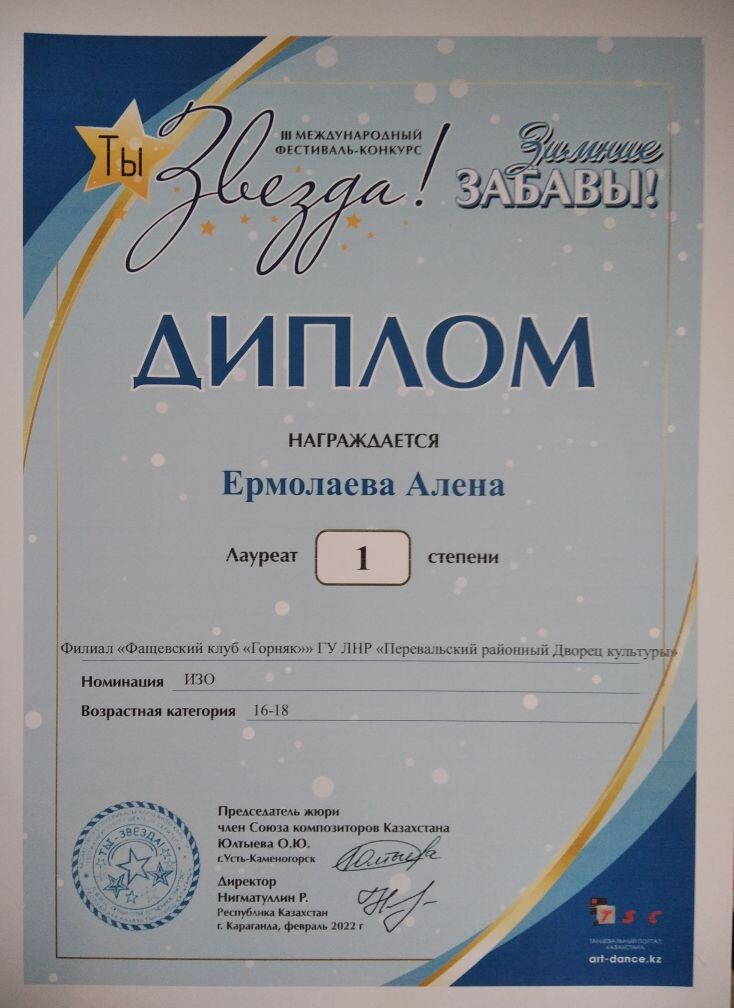 Ты Звезда!
III МЕЖДУНАРОДНЫЙ
ФЕСТИВАЛЬ-КОНКУРС
Зимние
ЗАБАВЫ!
ДИПЛОМ
НАГРАЖДАЕТСЯ
Ермолаева Алена
Лауреат 1 степени
Филиал «Фащевский клуб «Горняк»» ГУ ЛНР «Перевальский районный Дворец культуры»
Номинация ИЗО
Возрастная категория 16-18
Председатель жюри
член Союза композиторов Казахстана
Юлтыева О.Ю.
г.Усть-Каменогорск
Директор
Нигматуллин Р.
Республика Казахстан
г. Караганда, февраль 2022 г
ТЫ-ЗВЕЗДА!
TSC
ТАНЦЕВАЛЬНЫЙ ПОРТАЛ
КАЗАХСТАНА
art-dance.kz